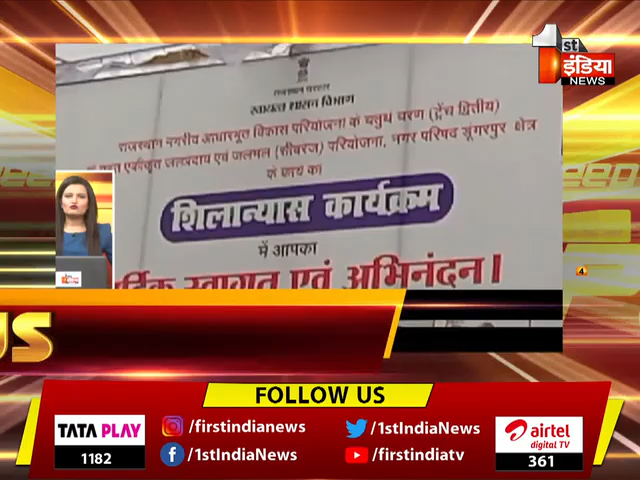 1st
इंडिया
NEWS
राजस्थान सरकार
स्वायत्त शासन विभाग
राजस्थान नगरीय आधारभूत विकास परियोजना के चतुर्थ चरण (ट्रेंच द्वितीय)
एकीकृत जलप्रदाय एवं जलमल (सीवरेज) परियोजना, नगर परिषद डूंगरपुर क्षेत्र
के कार्य का
शिलान्यास कार्यक्रम
में आपका
हार्दिक स्वागत एवं अभिनंदन।
US
FOLLOW US
TATA PLAY
1182
/firstindianews
/1stIndiaNews
/1stIndiaNews
/firstindiatv
airtel
digital TV
361